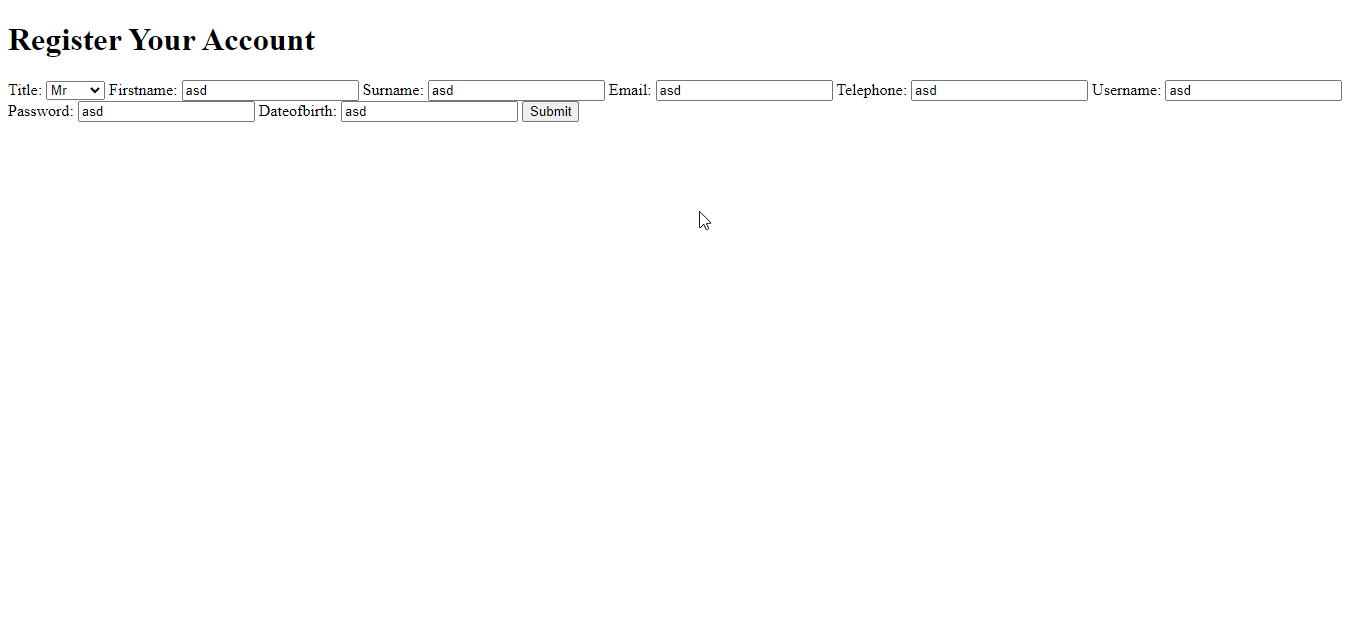 Register Your Account
Title: Mr Firstname: asd Surname: asd Email: asd Telephone: asd Username: asd
Password: asd Dateofbirth: asd Submit